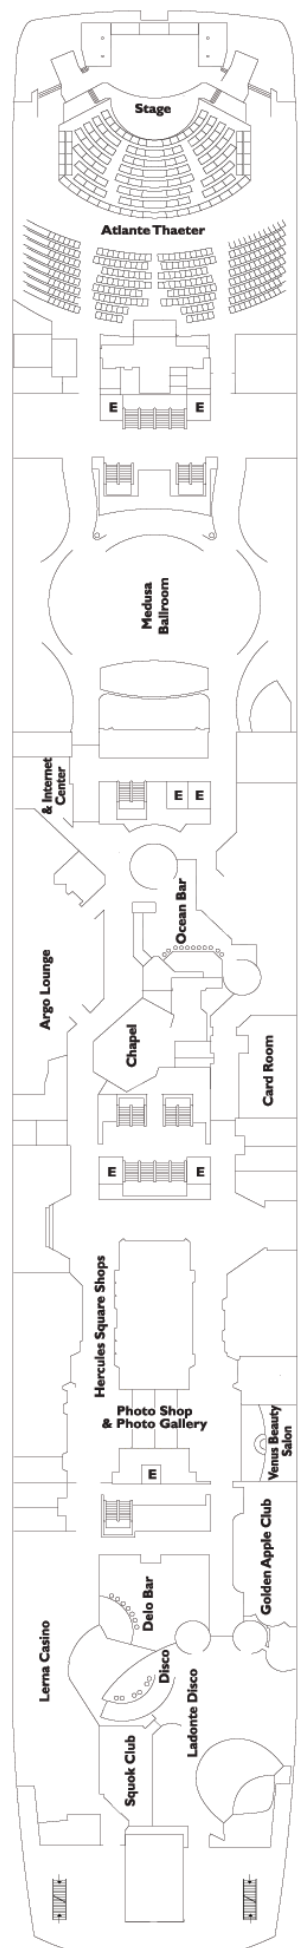 Stage
Atlante Thaeter
E
E
Medusa
Ballroom
& Internet
Center
E
E
Ocean Bar
Argo Lounge
Chapel
Card Room
E
E
Hercules Square Shops
Photo Shop
& Photo Gallery
Venus Beauty
Salon
E
Golden Apple Club
Delo Bar
Lerna Casino
Disco
Ladonte Disco
Squok Club